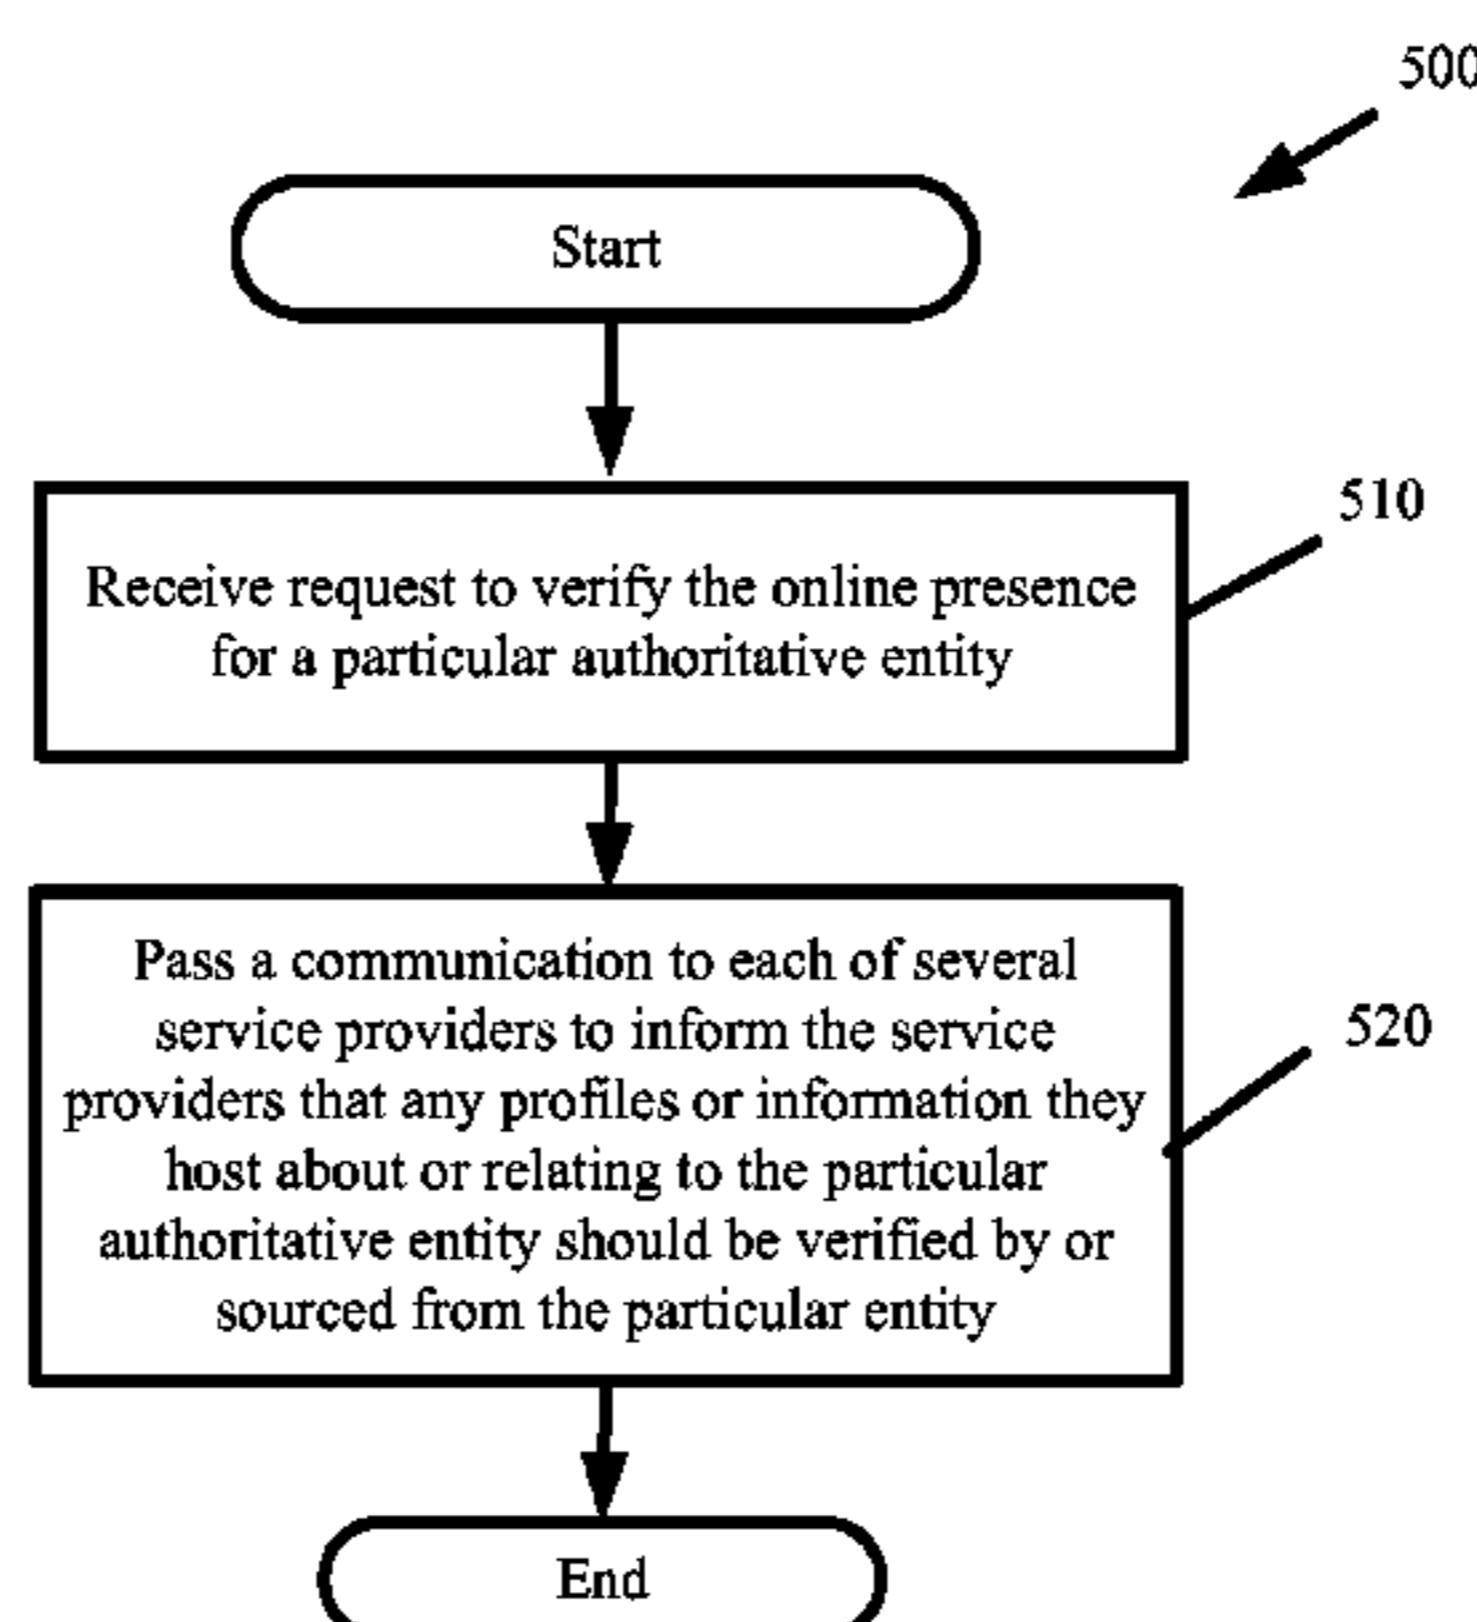 500
Start
510
Receive request to verify the online presence
for a particular authoritative entity
Pass a communication to each of several
service providers to inform the service
providers that any profiles or information they
host about or relating to the particular
authoritative entity should be verified by or
sourced from the particular entity
520
End